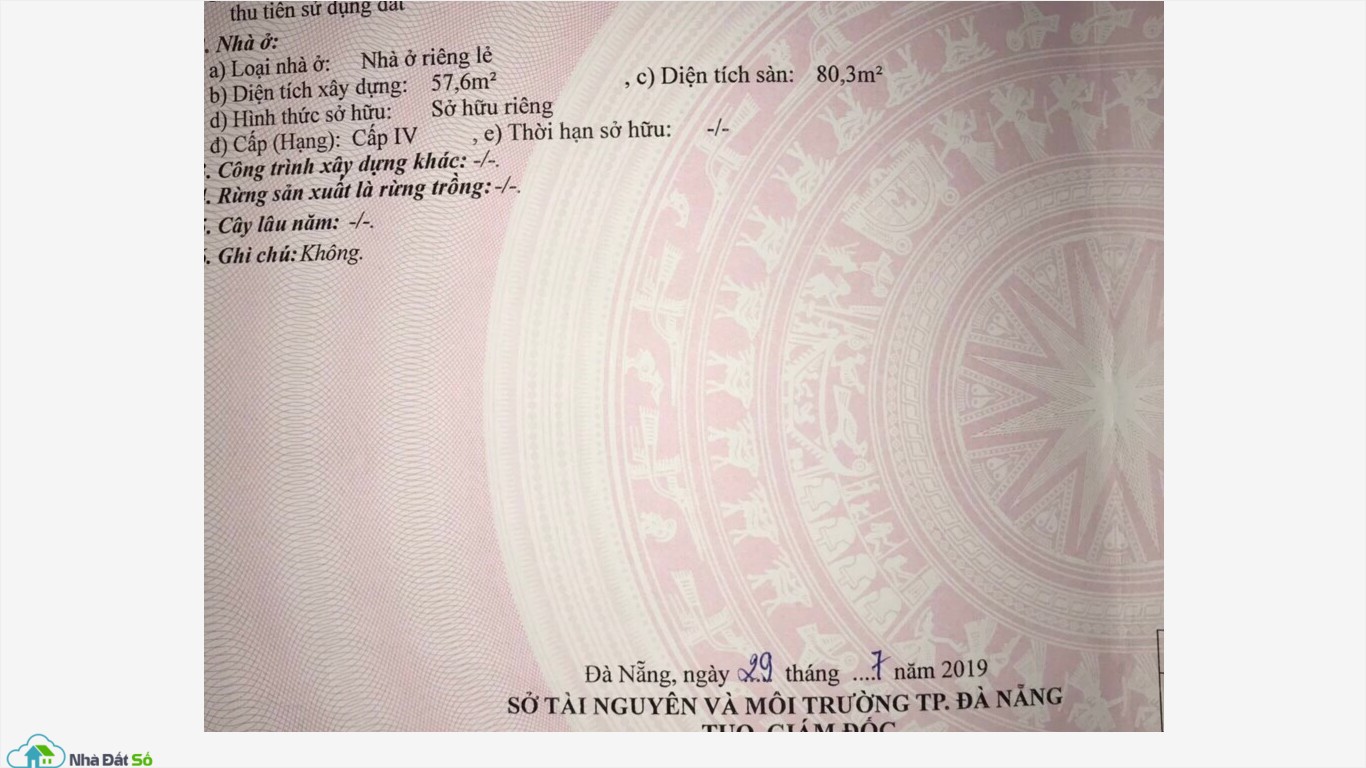 thu tiền sử dụng đất
. Nhà ở:
a) Loại nhà ở: Nhà ở riêng lẻ
b) Diện tích xây dựng: 57,6m² , c) Diện tích sàn: 80,3m²
d) Hình thức sở hữu: Sở hữu riêng
đ) Cấp (Hạng): Cấp IV , e) Thời hạn sở hữu: -/-
. Công trình xây dựng khác: -/-.
. Rừng sản xuất là rừng trồng: -/-.
. Cây lâu năm: -/-.
. Ghi chú: Không.
Đà Nẵng, ngày 29 tháng ....7 năm 2019
SỞ TÀI NGUYÊN VÀ MÔI TRƯỜNG TP. ĐÀ NẴNG
TUQ. GIÁM ĐỐC
Nhà Đất Số